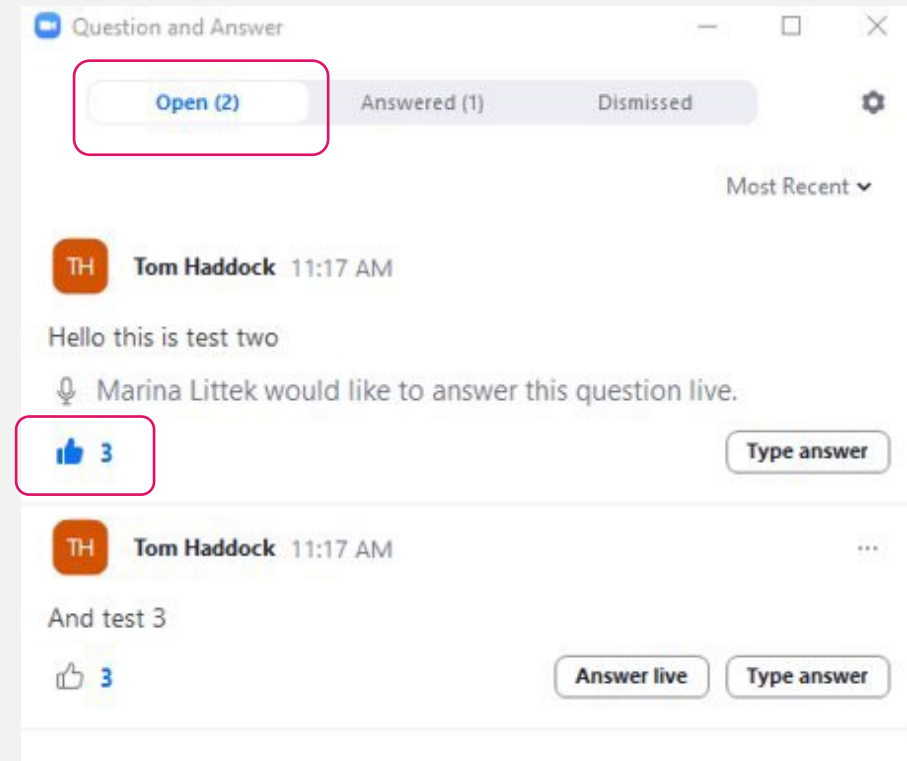 Question and Answer
Open (2) Answered (1) Dismissed
Most Recent
TH Tom Haddock 11:17 AM
Hello this is test two
Marina Littek would like to answer this question live.
3 Type answer
TH Tom Haddock 11:17 AM
And test 3
3 Answer live Type answer